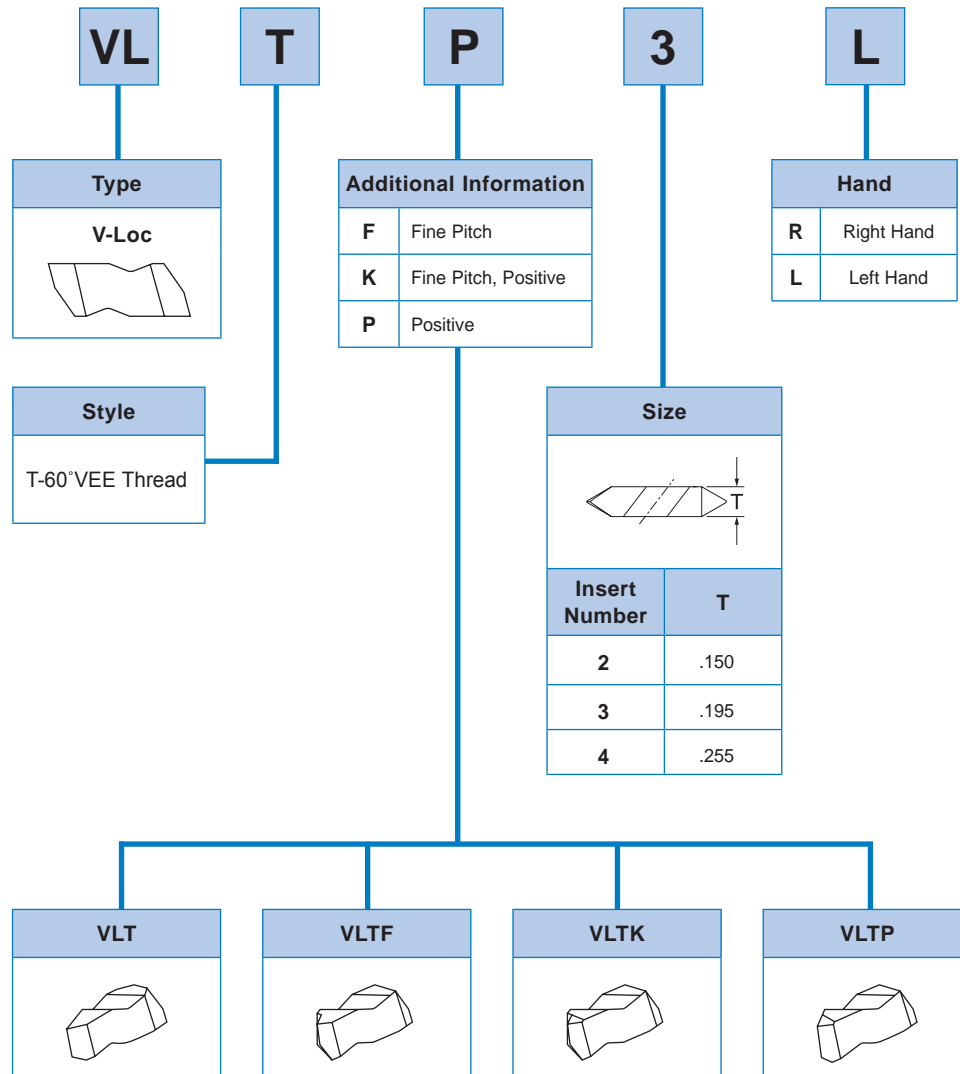 VL T P 3 L
Type
V-Loc
Additional Information
F Fine Pitch
K Fine Pitch, Positive
P Positive
Hand
R Right Hand
L Left Hand
Style
T-60˚VEE Thread
Size
T
Insert
Number
T
2 .150
3 .195
4 .255
VLT
VLTF
VLTK
VLTP